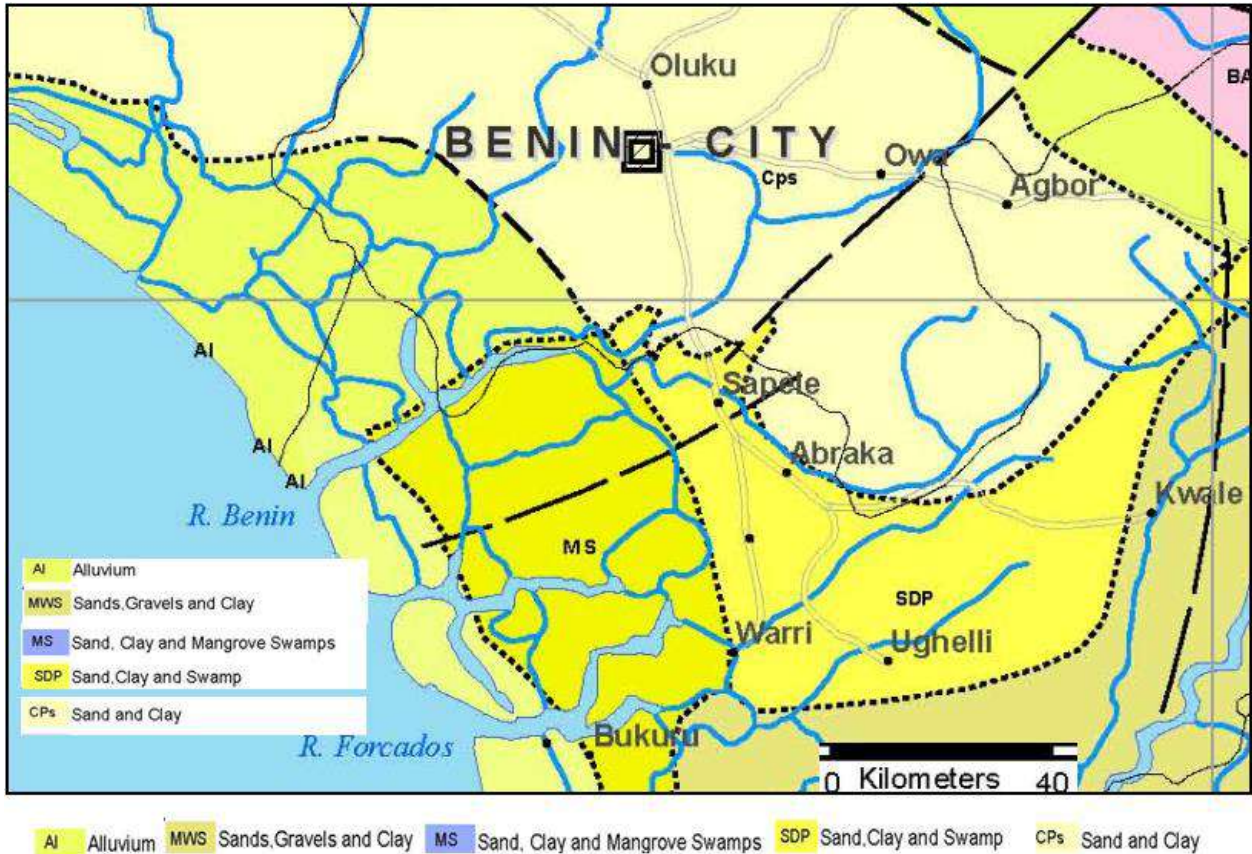 Oluku
BA
BENIN - CITY
Owa
Cps
Agbor
Al
Sapele
Al
Abraka
Al
Kwale
R. Benin
MS
Al Alluvium
SDP
MWS Sands,Gravels and Clay
Warri
MS Sand, Clay and Mangrove Swamps
Ughelli
SDP Sand,Clay and Swamp
CPs Sand and Clay
R. Forcados
Bukuru
0 Kilometers 40
Al Alluvium MWS Sands,Gravels and Clay MS Sand, Clay and Mangrove Swamps SDP Sand,Clay and Swamp CPs Sand and Clay